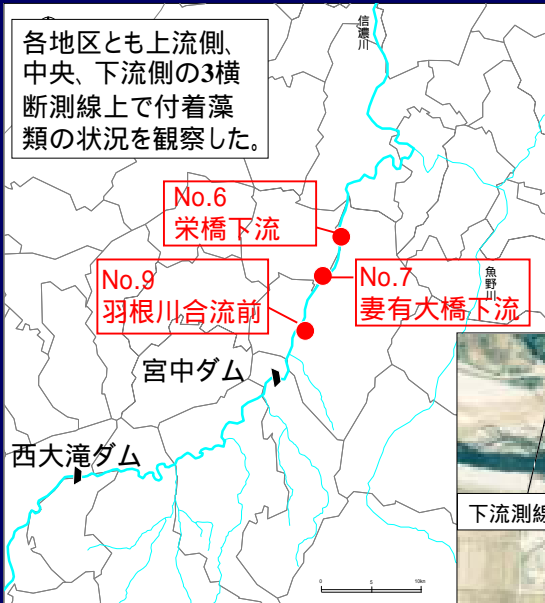 各地区とも上流側、
中央、下流側の3横
断測線上で付着藻
類の状況を観察した。
信濃川
No.6
栄橋下流
No.9
羽根川合流前
No.7
妻有大橋下流
魚野川
宮中ダム
西大滝ダム
下流測線
0 5 10km